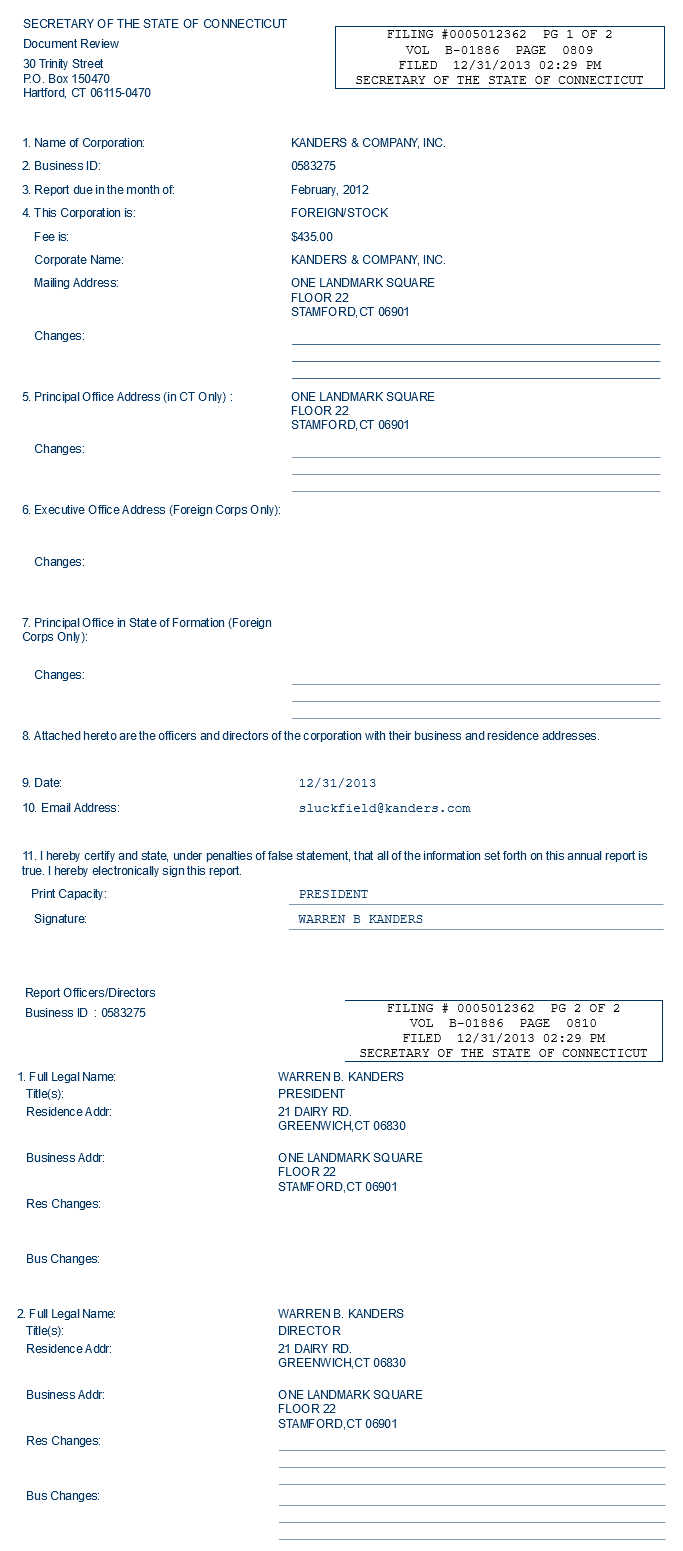 SECRETARY OF THE STATE OF CONNECTICUT
Document Review
30 Trinity Street
P.O. Box 150470
Hartford, CT 06115-0470
FILING #0005012362 PG 1 OF 2
VOL B-01886 PAGE 0809
FILED 12/31/2013 02:29 PM
SECRETARY OF THE STATE OF CONNECTICUT
1. Name of Corporation: KANDERS & COMPANY, INC.
2. Business ID: 0583275
3. Report due in the month of: February, 2012
4. This Corporation is: FOREIGN/STOCK
Fee is: $435.00
Corporate Name: KANDERS & COMPANY, INC.
Mailing Address: ONE LANDMARK SQUARE
FLOOR 22
STAMFORD,CT 06901
Changes:
5. Principal Office Address (in CT Only) : ONE LANDMARK SQUARE
FLOOR 22
STAMFORD,CT 06901
Changes:
6. Executive Office Address (Foreign Corps Only):
Changes:
7. Principal Office in State of Formation (Foreign
Corps Only):
Changes:
8. Attached hereto are the officers and directors of the corporation with their business and residence addresses.
9. Date: 12/31/2013
10. Email Address: sluckfield@kanders.com
11. I hereby certify and state, under penalties of false statement, that all of the information set forth on this annual report is
true. I hereby electronically sign this report.
Print Capacity: PRESIDENT
Signature: WARREN B KANDERS
Report Officers/Directors
Business ID : 0583275
FILING # 0005012362 PG 2 OF 2
VOL B-01886 PAGE 0810
FILED 12/31/2013 02:29 PM
SECRETARY OF THE STATE OF CONNECTICUT
1. Full Legal Name: WARREN B. KANDERS
Title(s): PRESIDENT
Residence Addr: 21 DAIRY RD.
GREENWICH,CT 06830
Business Addr: ONE LANDMARK SQUARE
FLOOR 22
STAMFORD,CT 06901
Res Changes:
Bus Changes:
2. Full Legal Name: WARREN B. KANDERS
Title(s): DIRECTOR
Residence Addr: 21 DAIRY RD.
GREENWICH,CT 06830
Business Addr: ONE LANDMARK SQUARE
FLOOR 22
STAMFORD,CT 06901
Res Changes:
Bus Changes: